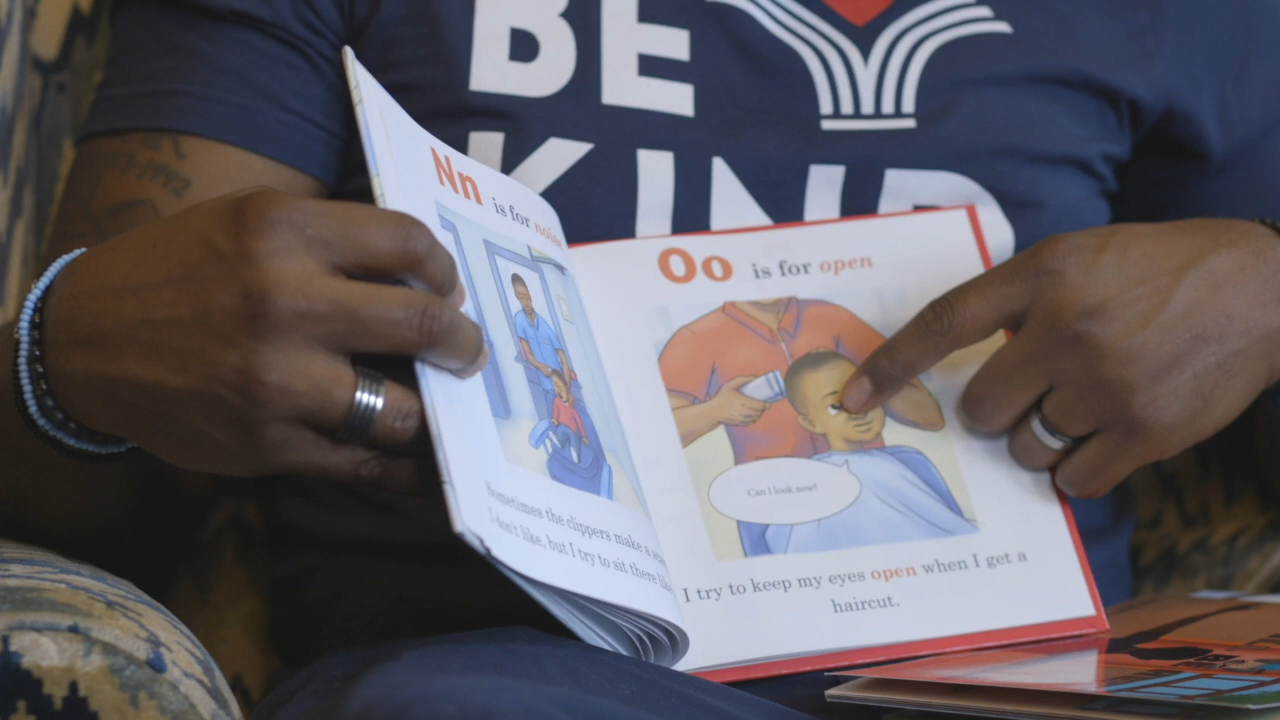 BE
KIND
Nn is for noise
Sometimes the clippers make a
I don't like, but I try to sit there
Oo is for open
Can I look now?
I try to keep my eyes open when I get a
haircut.